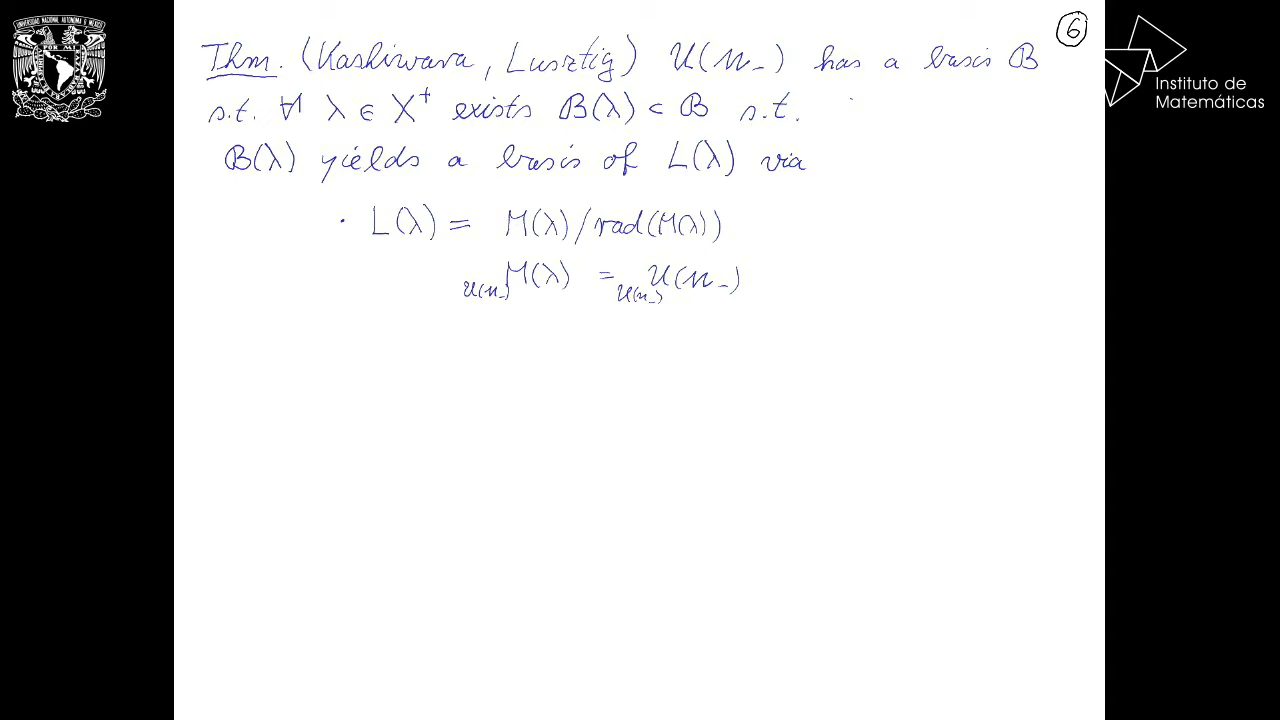 6
Thm. (Kashiwara, Lusztig) U(n₋) has a basis B
s.t. ∀ λ ∈ X⁺ exists B(λ) ⊂ B s.t.
B(λ) yields a basis of L(λ) via
· L(λ) = M(λ)/rad(M(λ))
U(n₋) M(λ) = U(n₋) U(n₋)
Instituto de
Matemáticas